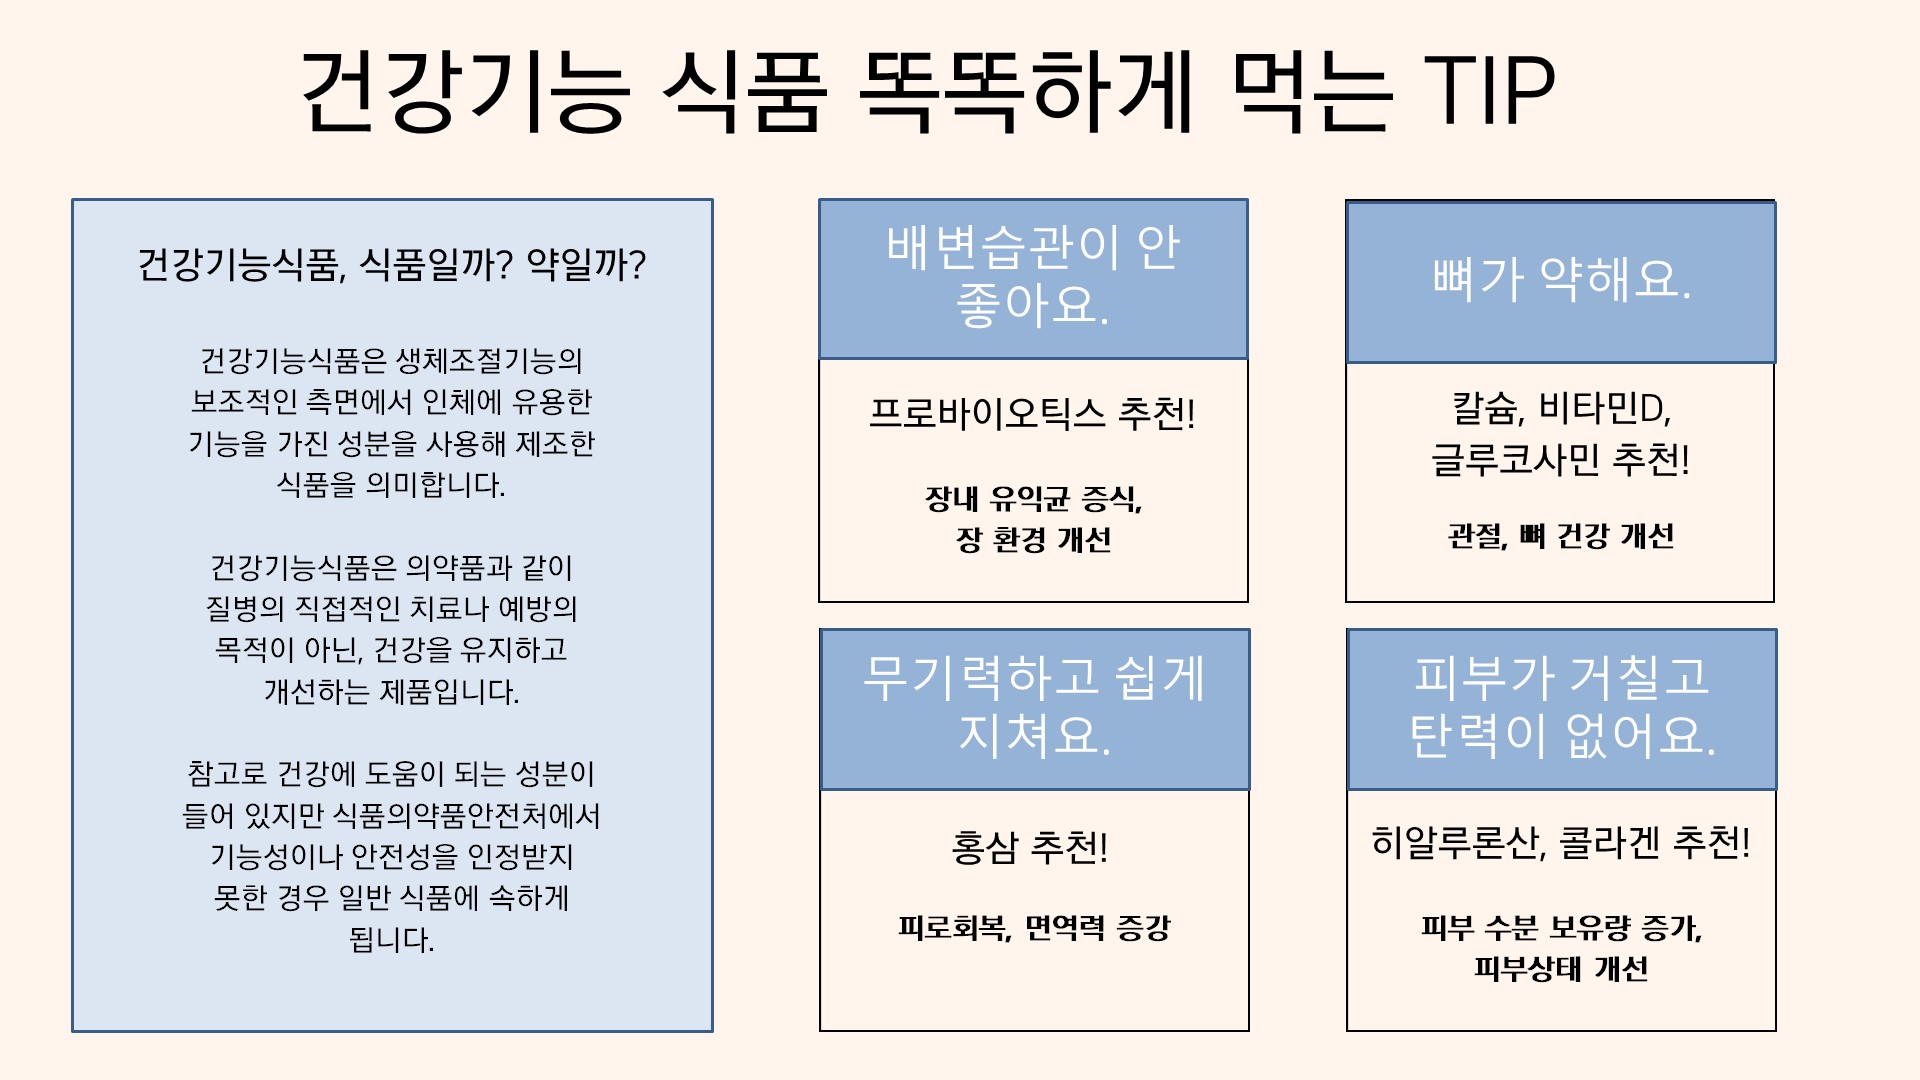 건강기능 식품 똑똑하게 먹는 TIP
건강기능식품, 식품일까? 약일까?
건강기능식품은 생체조절기능의
보조적인 측면에서 인체에 유용한
기능을 가진 성분을 사용해 제조한
식품을 의미합니다.
건강기능식품은 의약품과 같이
질병의 직접적인 치료나 예방의
목적이 아닌, 건강을 유지하고
개선하는 제품입니다.
참고로 건강에 도움이 되는 성분이
들어 있지만 식품의약품안전처에서
기능성이나 안전성을 인정받지
못한 경우 일반 식품에 속하게
됩니다.
배변습관이 안
좋아요.
프로바이오틱스 추천!
장내 유익균 증식,
장 환경 개선
뼈가 약해요.
칼슘, 비타민D,
글루코사민 추천!
관절, 뼈 건강 개선
무기력하고 쉽게
지쳐요.
홍삼 추천!
피로회복, 면역력 증강
피부가 거칠고
탄력이 없어요.
히알루론산, 콜라겐 추천!
피부 수분 보유량 증가,
피부상태 개선